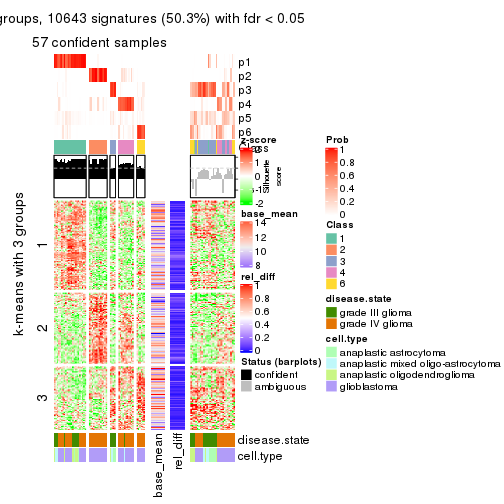 groups, 10643 signatures (50.3%) with fdr < 0.05
57 confident samples
p1
p2
p3
p4
p5
p6
Class
Silhouette
score
k-means with 3 groups
1
2
3
base_mean
rel_diff
disease.state
cell.type
z-score
2
0
-2
base_mean
14
12
10
8
rel_diff
1
0.8
0.6
0.4
0.2
0
Status (barplots)
confident
ambiguous
Prob
1
0.8
0.6
0.4
0.2
0
Class
1
2
3
4
6
disease.state
grade III glioma
grade IV glioma
cell.type
anaplastic astrocytoma
anaplastic mixed oligo-astrocytoma
anaplastic oligodendroglioma
glioblastoma